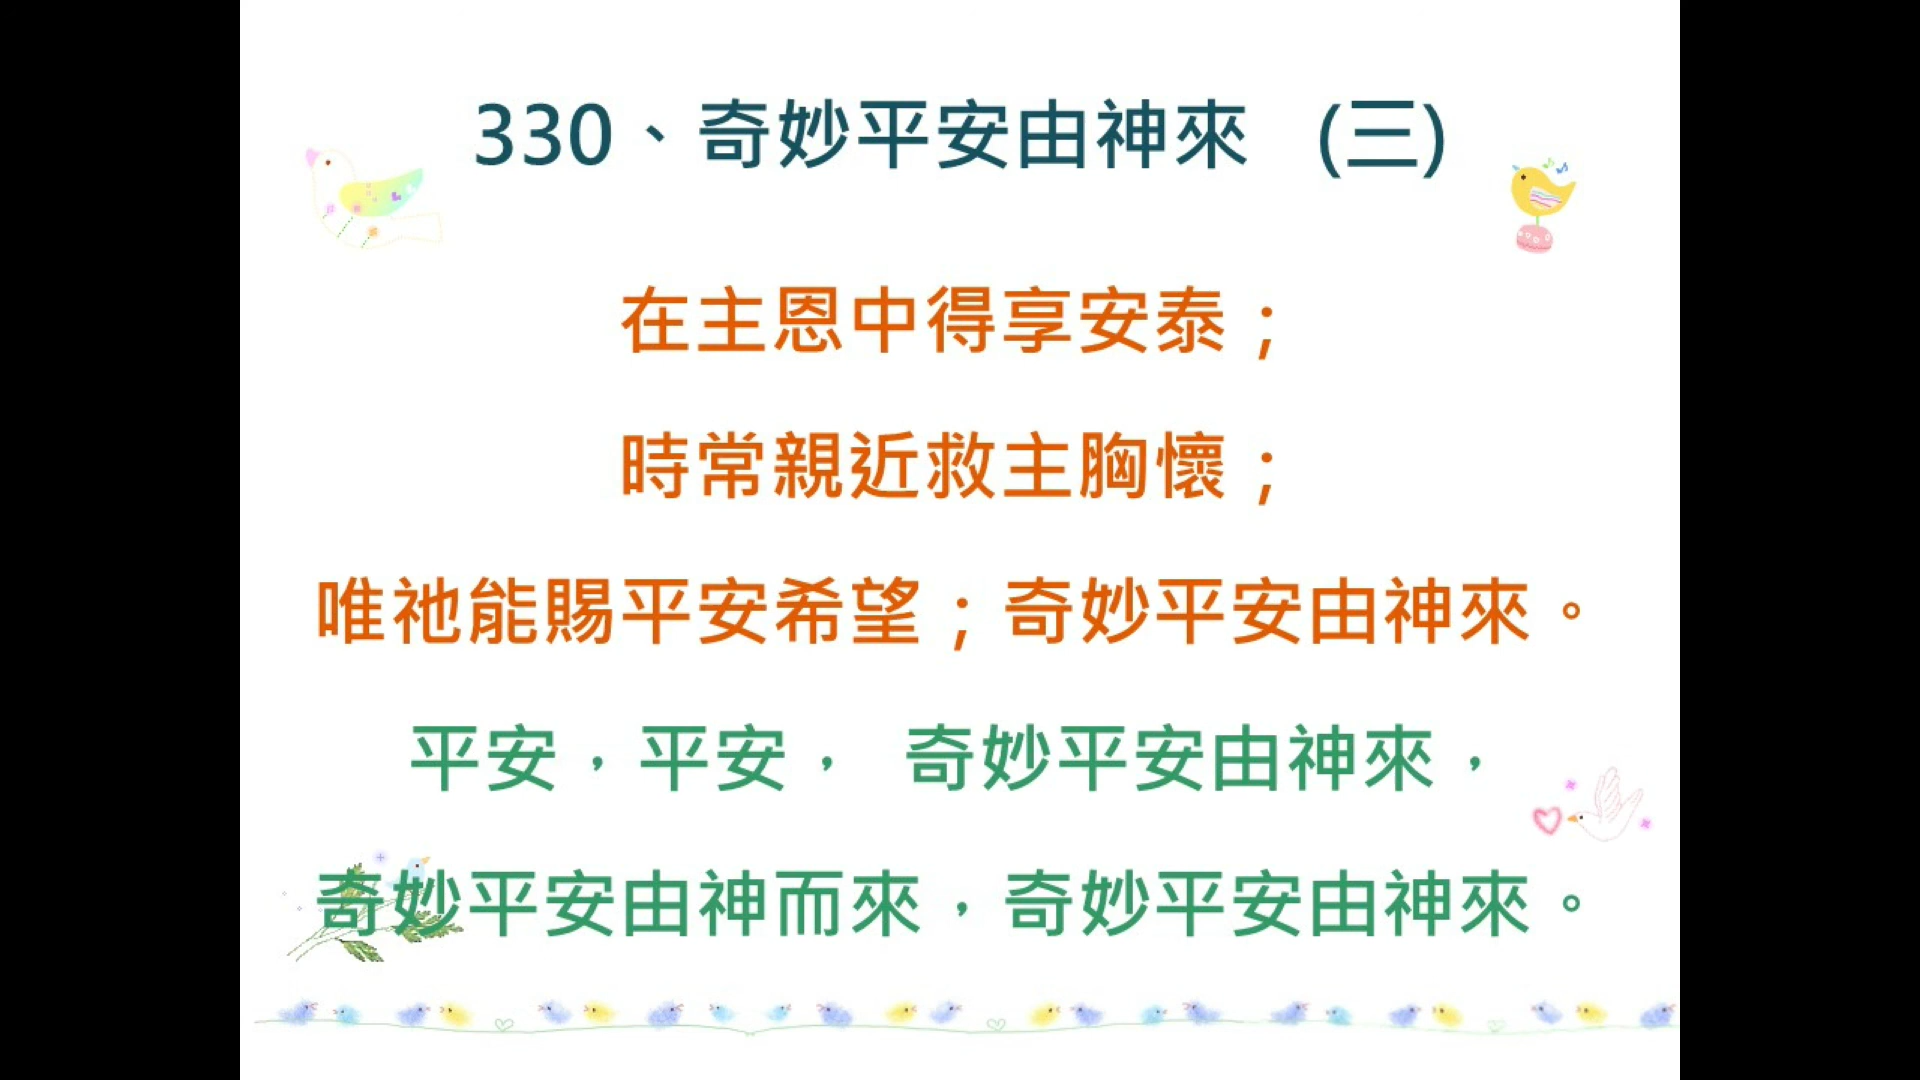 330、奇妙平安由神來 (三)
在主恩中得享安泰；
時常親近救主胸懷；
唯祂能賜平安希望；奇妙平安由神來。
平安，平安， 奇妙平安由神來，
奇妙平安由神而來，奇妙平安由神來。